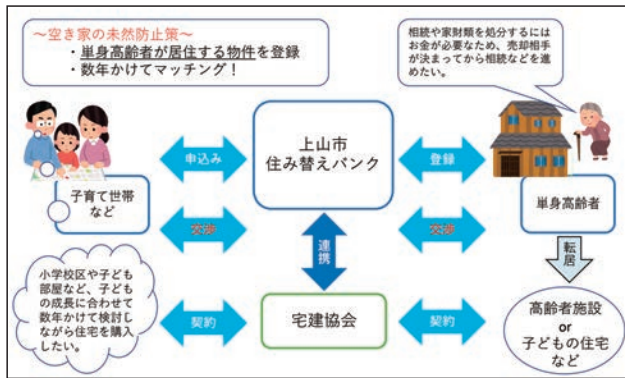 ～空き家の未然防止策～
・単身高齢者が居住する物件を登録
・数年かけてマッチング！
相続や家財類を処分するには
お金が必要なため、売却相手
が決まってから相続などを進
めたい。
申込み
上山市
住み替えバンク
登録
子育て世帯
など
単身高齢者
交渉
連携
交渉
転居
小学校区や子ども
部屋など、子ども
の成長に合わせて
数年かけて検討し
ながら住宅を購入
したい。
契約
宅建協会
契約
高齢者施設
or
子どもの住宅
など